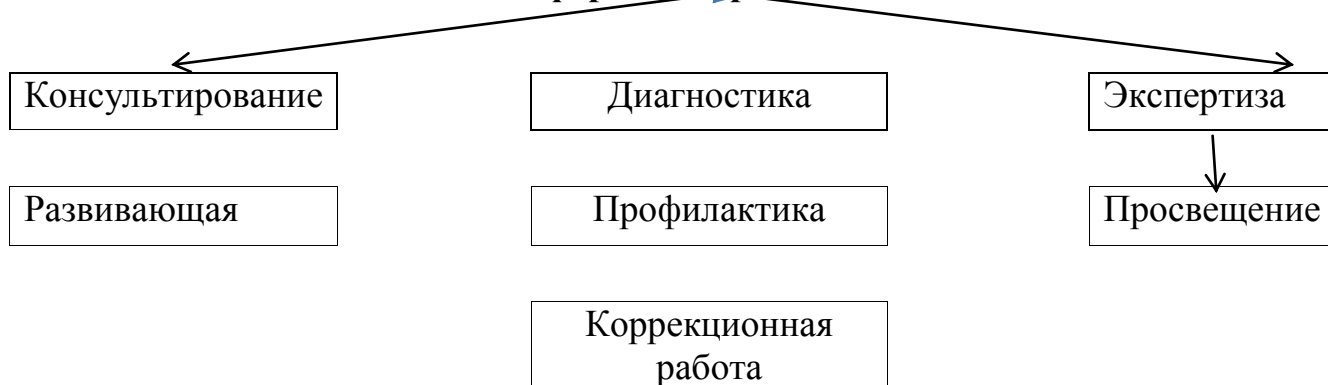 Консультирование
Диагностика
Экспертиза
Развивающая
Профилактика
Просвещение
Коррекционная
работа